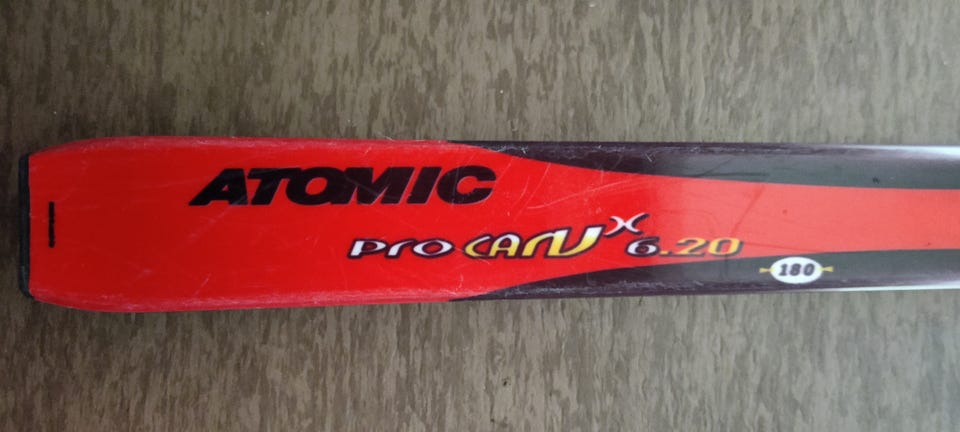 ATOMIC
PRO CARV X 6.20
180